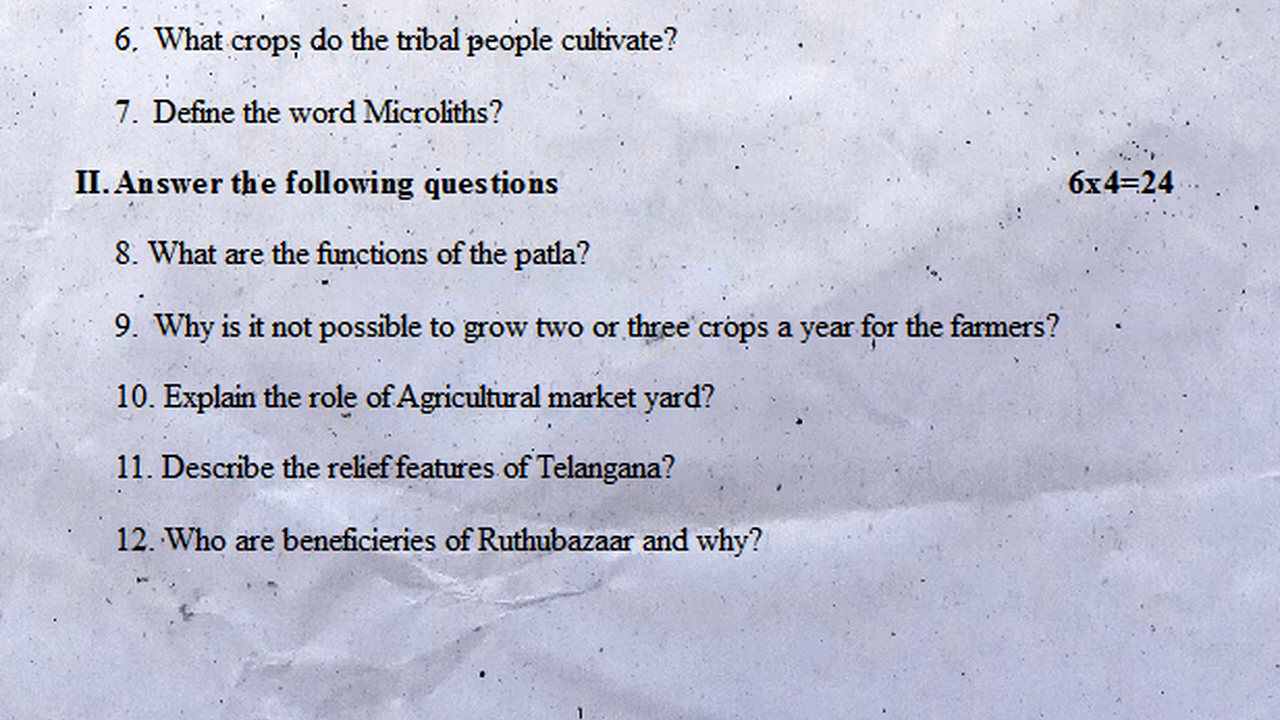 6. What crops do the tribal people cultivate?
7. Define the word Microliths?
II. Answer the following questions 6x4=24
8. What are the functions of the patla?
9. Why is it not possible to grow two or three crops a year for the farmers?
10. Explain the role of Agricultural market yard?
11. Describe the relief features of Telangana?
12. Who are beneficieries of Ruthubazaar and why?